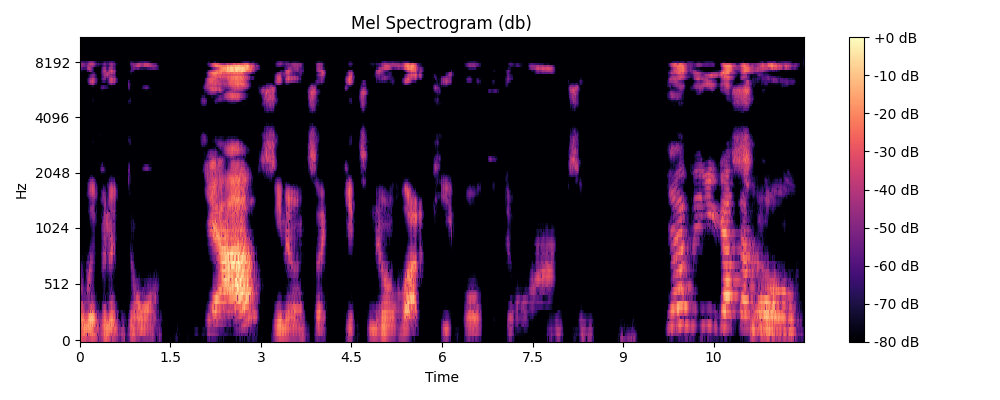 Mel Spectrogram (db)
8192
4096
2048
1024
512
0
Hz
0 1.5 3 4.5 6 7.5 9 10
Time
+0 dB
-10 dB
-20 dB
-30 dB
-40 dB
-50 dB
-60 dB
-70 dB
-80 dB